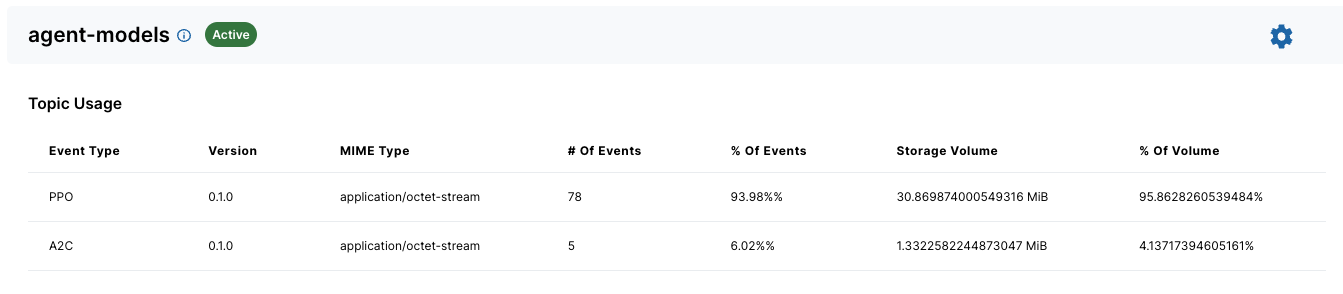 agent-models Active
Topic Usage
Event Type Version MIME Type # Of Events % Of Events Storage Volume % Of Volume
PPO 0.1.0 application/octet-stream 78 93.98%% 30.869874000549316 MiB 95.8628260539484%
A2C 0.1.0 application/octet-stream 5 6.02%% 1.3322582244873047 MiB 4.13717394605161%